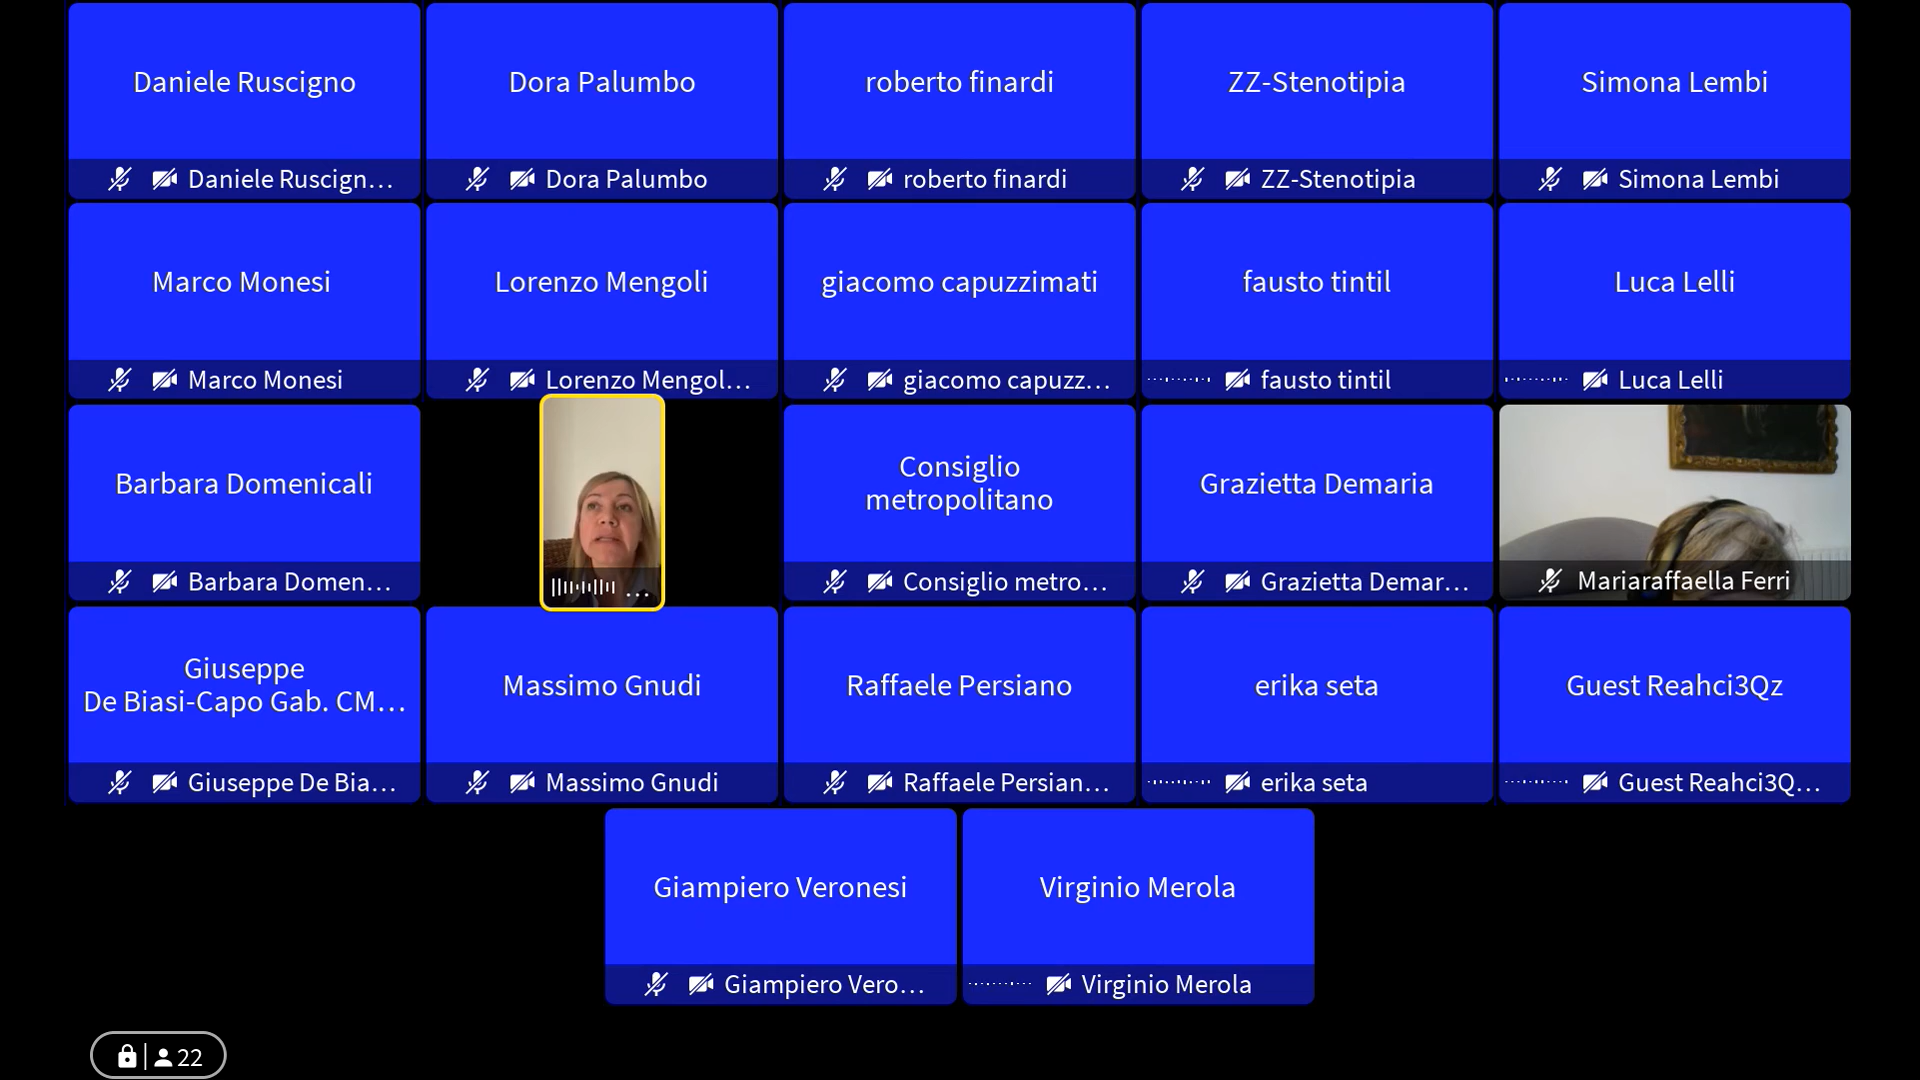 Daniele Ruscigno
Dora Palumbo
roberto finardi
ZZ-Stenotipia
Simona Lembi
Daniele Ruscign...
Dora Palumbo
roberto finardi
ZZ-Stenotipia
Simona Lembi
Marco Monesi
Lorenzo Mengoli
giacomo capuzzimati
fausto tintil
Luca Lelli
Marco Monesi
Lorenzo Mengol...
giacomo capuzz...
fausto tintil
Luca Lelli
Barbara Domenicali
Consiglio
metropolitano
Grazietta Demaria
Barbara Domen...
...
Consiglio metro...
Grazietta Demar...
Mariaraffaella Ferri
Giuseppe
De Biasi-Capo Gab. CM...
Massimo Gnudi
Raffaele Persiano
erika seta
Guest Reahci3Qz
Giuseppe De Bia...
Massimo Gnudi
Raffaele Persian...
erika seta
Guest Reahci3Q...
Giampiero Veronesi
Virginio Merola
Giampiero Vero...
Virginio Merola
22